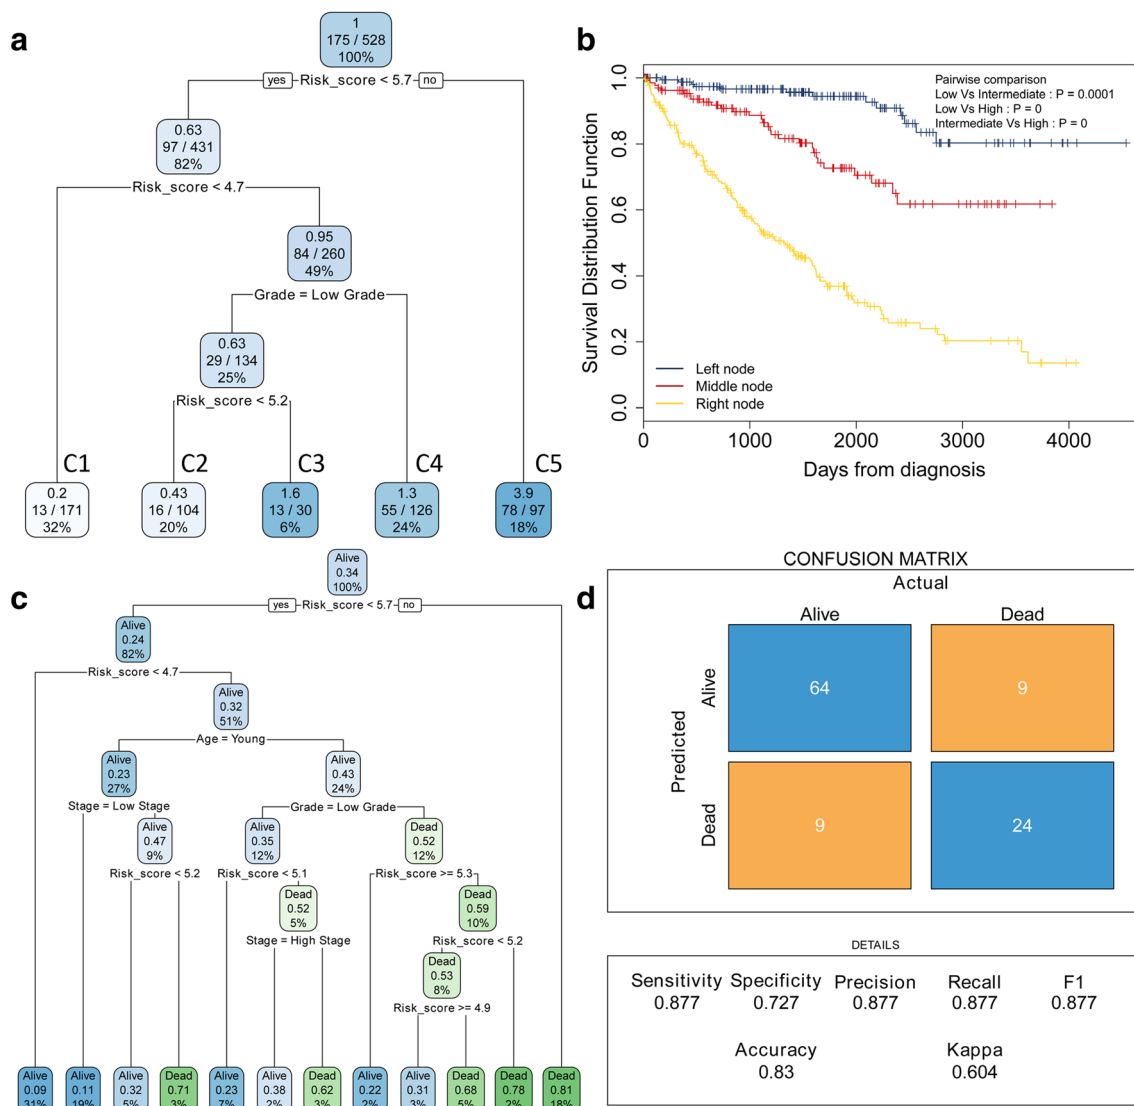 a
1
175 / 528
100%
yes Risk_score < 5.7 no
0.63
97 / 431
82%
Risk_score < 4.7
0.95
84 / 260
49%
Grade = Low Grade
0.63
29 / 134
25%
Risk_score < 5.2
C1 C2 C3 C4 C5
0.2 0.43 1.6 1.3 3.9
13 / 171 16 / 104 13 / 30 55 / 126 78 / 97
32% 20% 6% 24% 18%
b
Pairwise comparison
Low Vs Intermediate : P = 0.0001
Low Vs High : P = 0
Intermediate Vs High : P = 0
Survival Distribution Function
1.0
0.8
0.6
0.4
0.2
0.0
Left node
Middle node
Right node
0 1000 2000 3000 4000
Days from diagnosis
c
Alive
0.34
100%
yes Risk_score < 5.7 no
Alive
0.24
82%
Risk_score < 4.7
Alive
0.32
51%
Age = Young
Alive Alive
0.23 0.43
27% 24%
Stage = Low Stage Grade = Low Grade
Alive Alive Dead
0.47 0.35 0.52
9% 12% 12%
Risk_score < 5.2 Risk_score < 5.1 Risk_score >= 5.3
Dead Dead
0.52 0.59
5% 10%
Stage = High Stage Risk_score < 5.2
Dead
0.53
8%
Risk_score >= 4.9
Alive Alive Alive Dead Alive Alive Dead Alive Alive Dead Dead Dead
0.09 0.11 0.32 0.71 0.23 0.38 0.62 0.22 0.31 0.68 0.78 0.81
31% 19% 5% 3% 7% 2% 3% 2% 3% 5% 2% 18%
d
CONFUSION MATRIX
Actual
Alive Dead
Predicted
Alive
64 9
Dead
9 24
DETAILS
Sensitivity Specificity Precision Recall F1
0.877 0.727 0.877 0.877 0.877
Accuracy Kappa
0.83 0.604